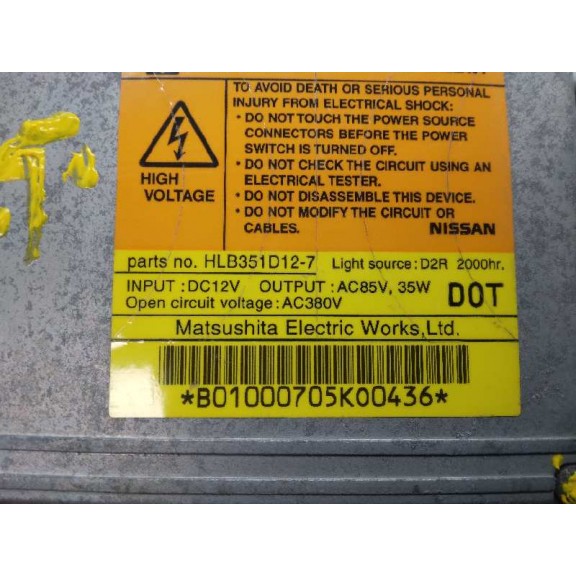 TO AVOID DEATH OR SERIOUS PERSONAL
INJURY FROM ELECTRICAL SHOCK:
• DO NOT TOUCH THE POWER SOURCE
CONNECTORS BEFORE THE POWER
SWITCH IS TURNED OFF.
• DO NOT CHECK THE CIRCUIT USING AN
ELECTRICAL TESTER.
• DO NOT DISASSEMBLE THIS DEVICE.
• DO NOT MODIFY THE CIRCUIT OR
CABLES.
NISSAN
HIGH
VOLTAGE
parts no. HLB351D12-7 Light source : D2R 2000hr.
INPUT : DC12V OUTPUT : AC85V, 35W
Open circuit voltage : AC380V
DOT
Matsushita Electric Works,Ltd.
*B01000705K00436*